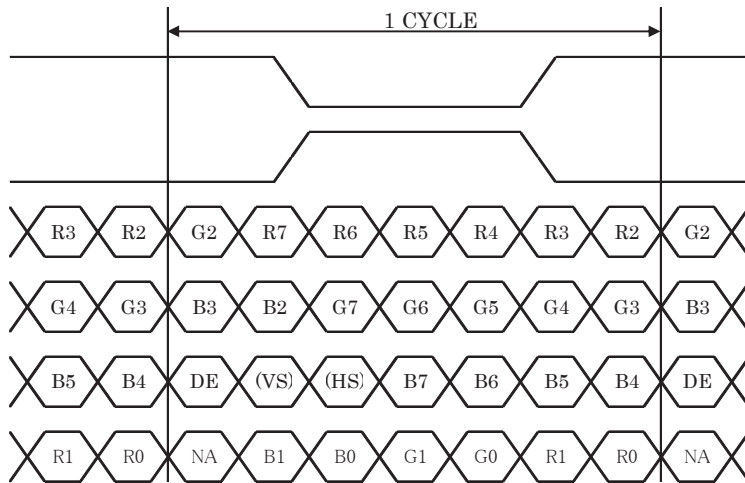 1 CYCLE
R3 R2 G2 R7 R6 R5 R4 R3 R2 G2
G4 G3 B3 B2 G7 G6 G5 G4 G3 B3
B5 B4 DE (VS) (HS) B7 B6 B5 B4 DE
R1 R0 NA B1 B0 G1 G0 R1 R0 NA